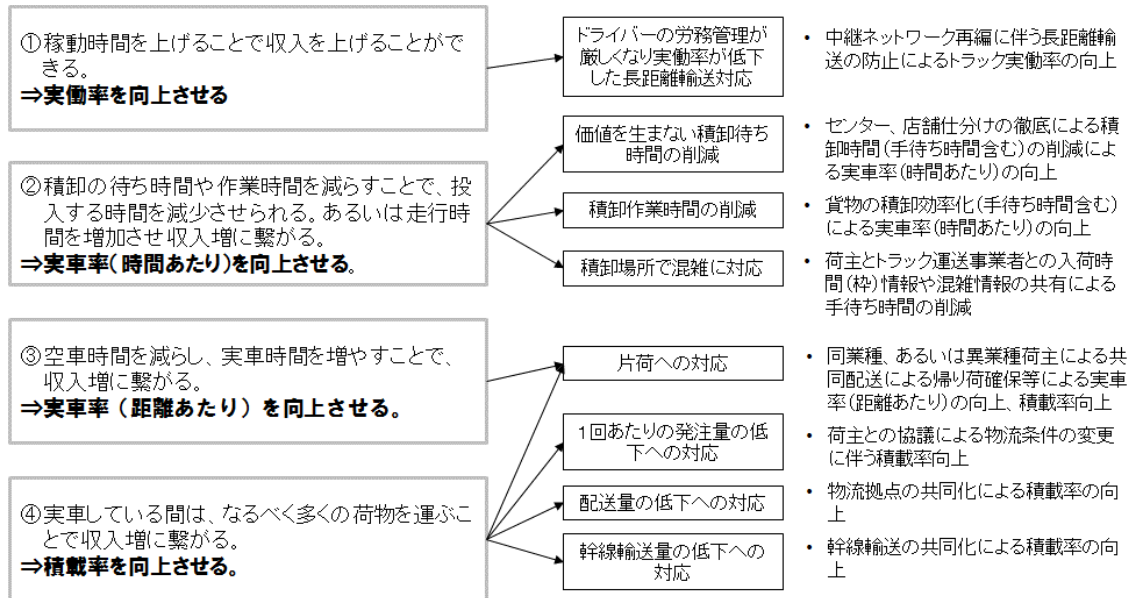 ①稼動時間を上げることで収入を上げることがで
きる。
⇒実働率を向上させる
②積卸の待ち時間や作業時間を減らすことで、投
入する時間を減少させられる。あるいは走行時
間を増加させ収入増に繋がる。
⇒実車率(時間あたり)を向上させる。
③空車時間を減らし、実車時間を増やすことで、
収入増に繋がる。
⇒実車率(距離あたり)を向上させる。
④実車している間は、なるべく多くの荷物を運ぶこ
とで収入増に繋がる。
⇒積載率を向上させる。
ドライバーの労務管理が
厳しくなり実働率が低下
した長距離輸送対応
価値を生まない積卸待ち
時間の削減
積卸作業時間の削減
積卸場所で混雑に対応
片荷への対応
1回あたりの発注量の低
下への対応
配送量の低下への対応
幹線輸送量の低下への
対応
• 中継ネットワーク再編に伴う長距離輸
送の防止によるトラック実働率の向上
• センター、店舗仕分けの徹底による積
卸時間(手待ち時間含む)の削減によ
る実車率(時間あたり)の向上
• 貨物の積卸効率化(手待ち時間含む)
による実車率(時間あたり)の向上
• 荷主とトラック運送事業者との入荷時
間(枠)情報や混雑情報の共有による
手待ち時間の削減
• 同業種、あるいは異業種荷主による共
同配送による帰り荷確保等による実車
率(距離あたり)の向上、積載率向上
• 荷主との協議による物流条件の変更
に伴う積載率向上
• 物流拠点の共同化による積載率の向
上
• 幹線輸送の共同化による積載率の向
上